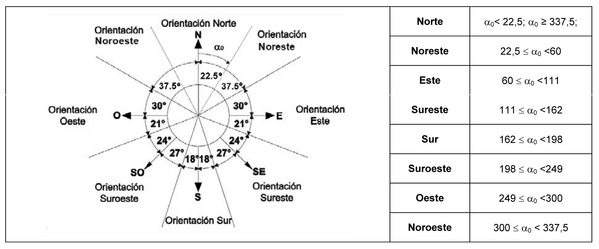 Orientación Norte
Orientación
Noroeste
N
Orientación
Noreste
α₀
22.5°
37.5°
37.5°
Orientación
Oeste
30°
30°
Orientación
Este
O
E
21°
21°
24°
24°
27°
18°
18°
27°
SO
SE
Orientación
Suroeste
S
Orientación
Sureste
Orientación Sur
Norte α₀< 22,5; α₀ ≥ 337,5;
Noreste 22,5 ≤ α₀ <60
Este 60 ≤ α₀ <111
Sureste 111 ≤ α₀ <162
Sur 162 ≤ α₀ <198
Suroeste 198 ≤ α₀ <249
Oeste 249 ≤ α₀ <300
Noroeste 300 ≤ α₀ < 337,5